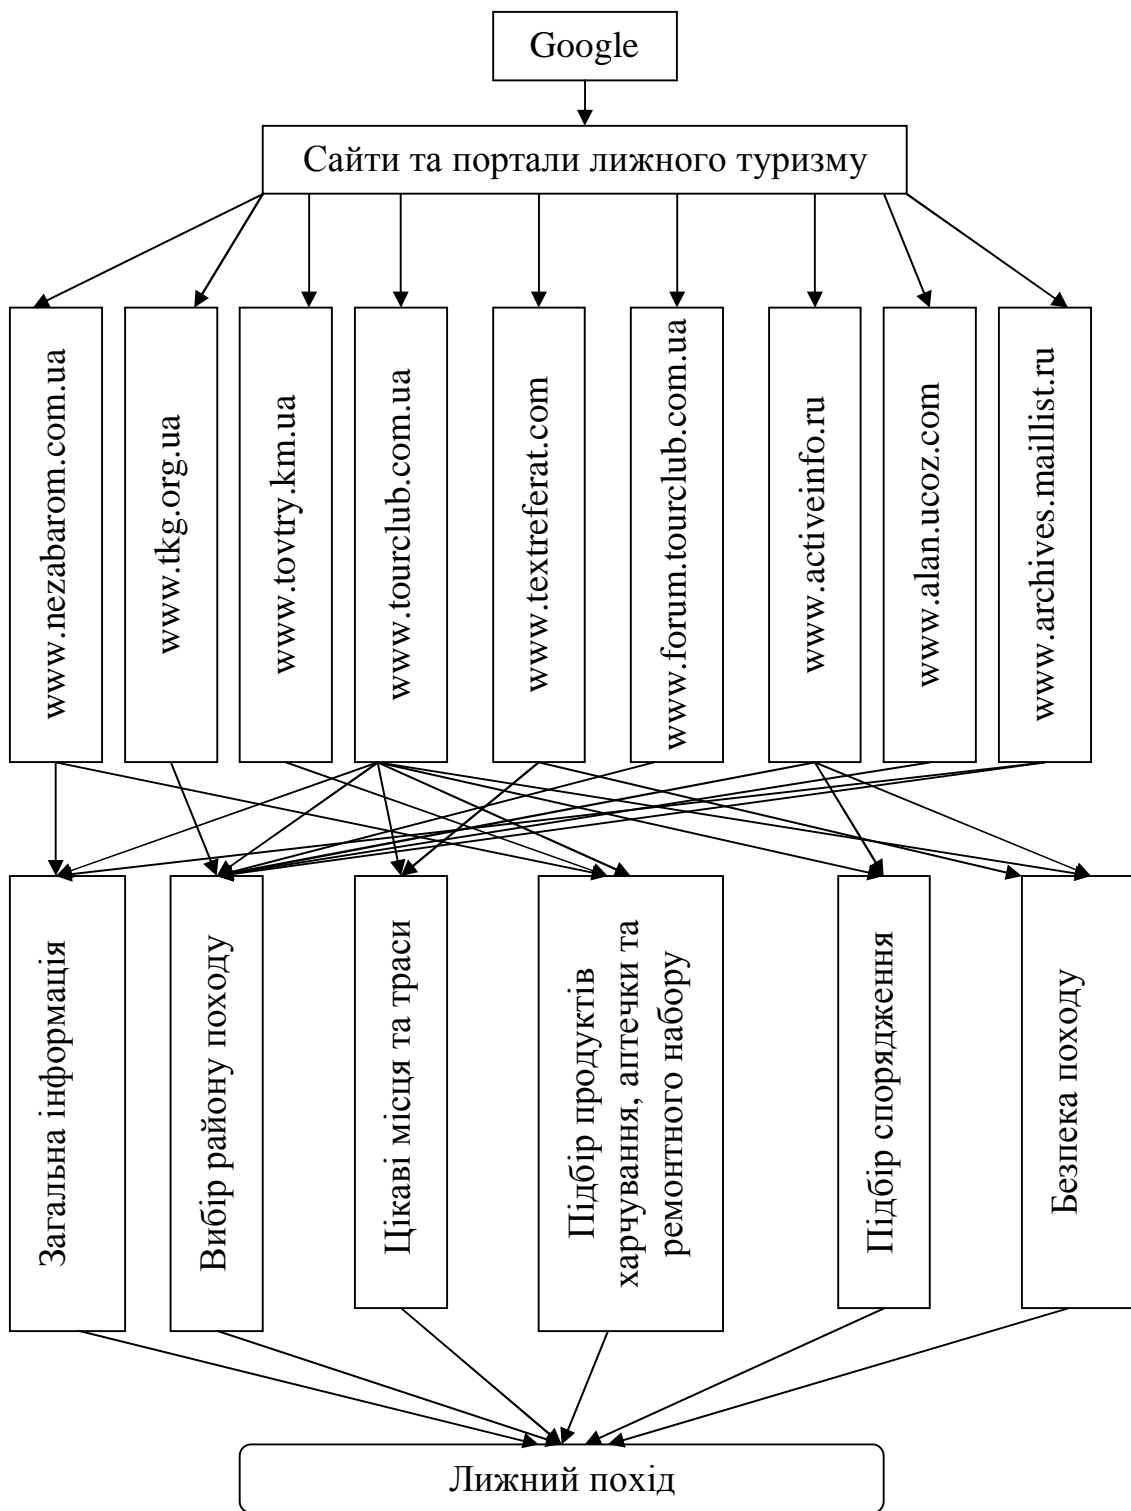 Google
Сайти та портали лижного туризму
www.nezabarom.com.ua
www.tkg.org.ua
www.tovtry.km.ua
www.tourclub.com.ua
www.textreferat.com
www.forum.tourclub.com.ua
www.activeinfo.ru
www.alan.ucoz.com
www.archives.maillist.ru
Загальна інформація
Вибір району походу
Цікаві місця та траси
Підбір продуктів
харчування, аптечки та
ремонтного набору
Підбір спорядження
Безпека походу
Лижний похід